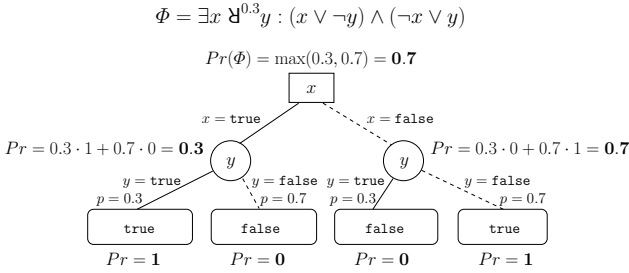 Φ = ∃x ꓤ^{0.3}y : (x ∨ ¬y) ∧ (¬x ∨ y)
Pr(Φ) = max(0.3, 0.7) = 0.7
x
x = true x = false
Pr = 0.3 · 1 + 0.7 · 0 = 0.3 y y Pr = 0.3 · 0 + 0.7 · 1 = 0.7
y = true y = false y = true y = false
p = 0.3 p = 0.7 p = 0.3 p = 0.7
true false false true
Pr = 1 Pr = 0 Pr = 0 Pr = 1